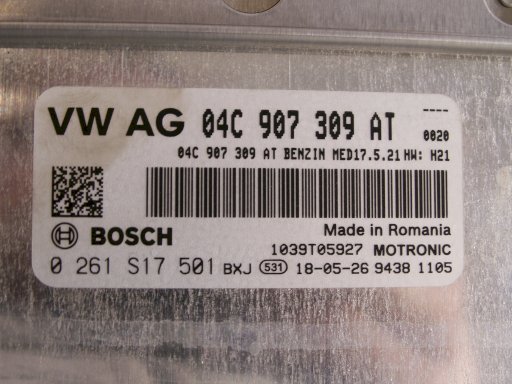 VW AG 04C 907 309 AT ----
0020
04C 907 309 AT BENZIN MED17.5.21 HW: H21
Made in Romania
BOSCH 1039T05927 MOTRONIC
0 261 S17 501 BXJ 531 18-05-26 9438 1105